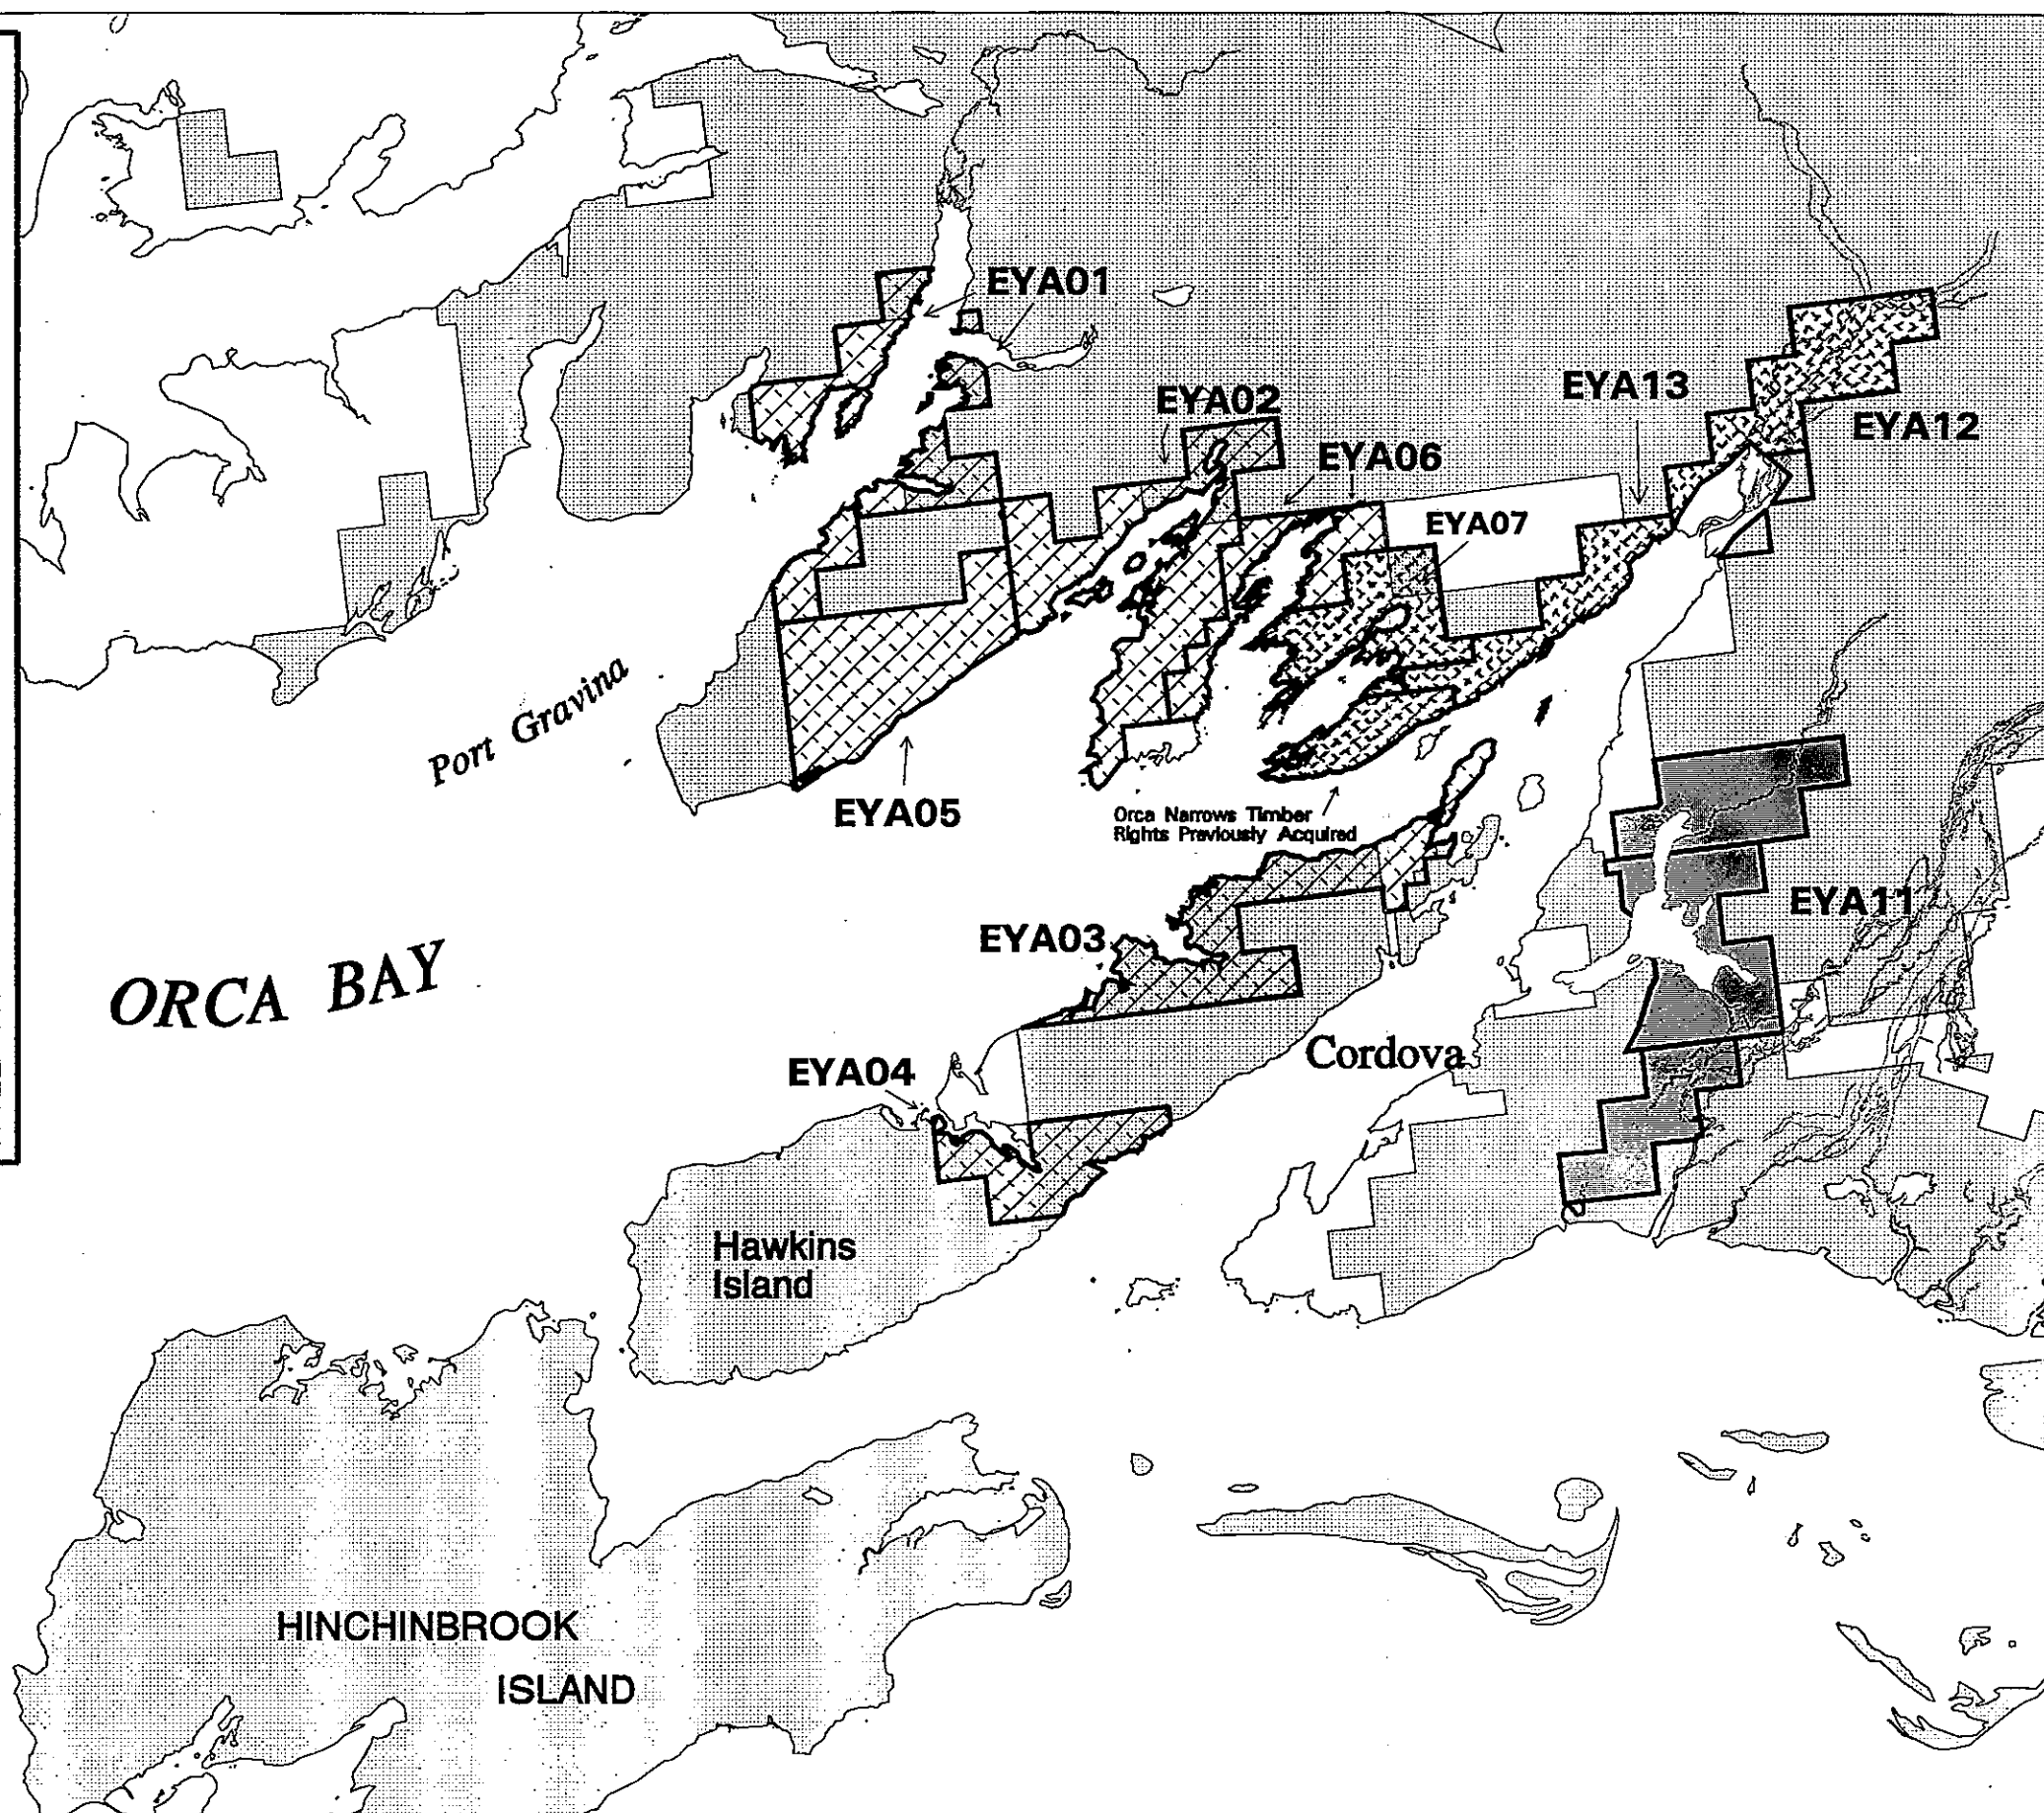 EYA01
EYA02
EYA13
EYA12
EYA06
EYA07
Port Gravina
EYA05
Orca Narrows Timber
Rights Previously Acquired
EYA11
EYA03
ORCA BAY
Cordova
EYA04
Hawkins
Island
HINCHINBROOK
ISLAND